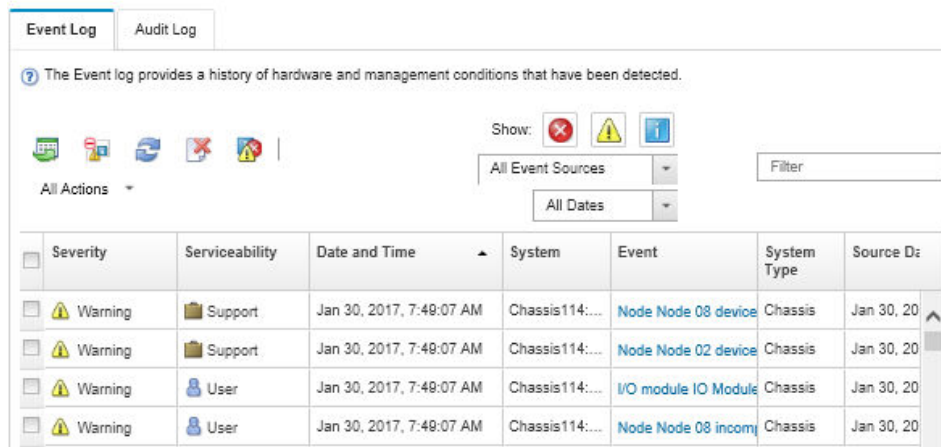 Event Log
Audit Log
The Event log provides a history of hardware and management conditions that have been detected.
Show:
All Event Sources
Filter
All Actions
All Dates
Severity Serviceability Date and Time System Event System Type Source Da
Warning Support Jan 30, 2017, 7:49:07 AM Chassis114:... Node Node 08 device Chassis Jan 30, 20
Warning Support Jan 30, 2017, 7:49:07 AM Chassis114:... Node Node 02 device Chassis Jan 30, 20
Warning User Jan 30, 2017, 7:49:07 AM Chassis114:... I/O module IO Module Chassis Jan 30, 20
Warning User Jan 30, 2017, 7:49:07 AM Chassis114:... Node Node 08 incomp Chassis Jan 30, 20